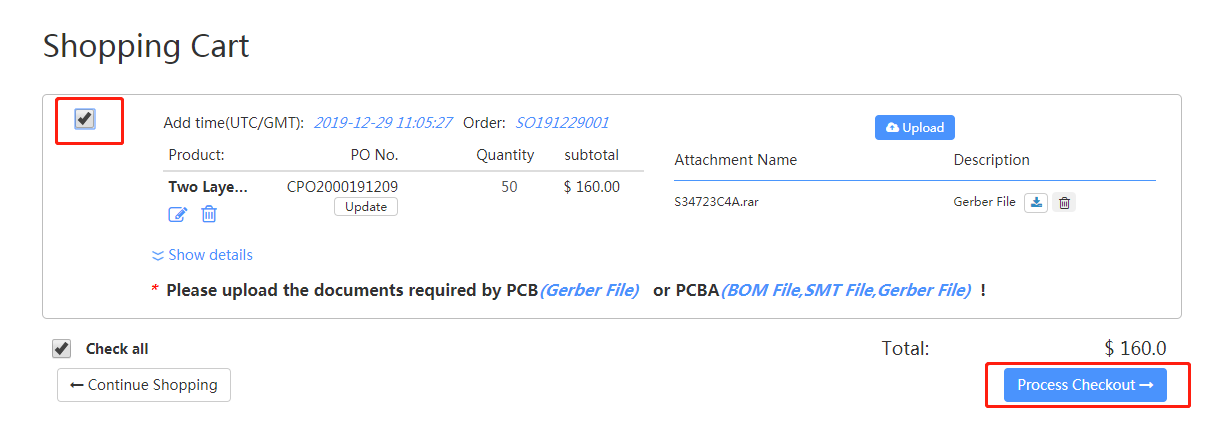 Shopping Cart
Add time(UTC/GMT): 2019-12-29 11:05:27 Order: SO191229001
Upload
Product: PO No. Quantity subtotal
Attachment Name Description
Two Laye... CPO2000191209 50 $ 160.00
Update
S34723C4A.rar Gerber File
Show details
* Please upload the documents required by PCB(Gerber File) or PCBA(BOM File,SMT File,Gerber File) !
Check all Total: $ 160.0
← Continue Shopping Process Checkout →